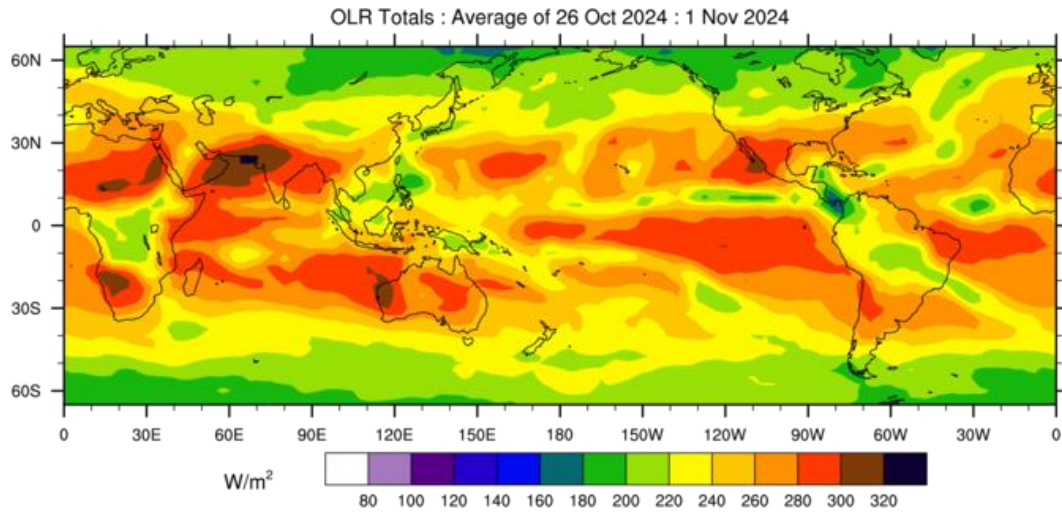 OLR Totals : Average of 26 Oct 2024 : 1 Nov 2024
60N
30N
0
30S
60S
0 30E 60E 90E 120E 150E 180 150W 120W 90W 60W 30W 0
W/m²
80 100 120 140 160 180 200 220 240 260 280 300 320